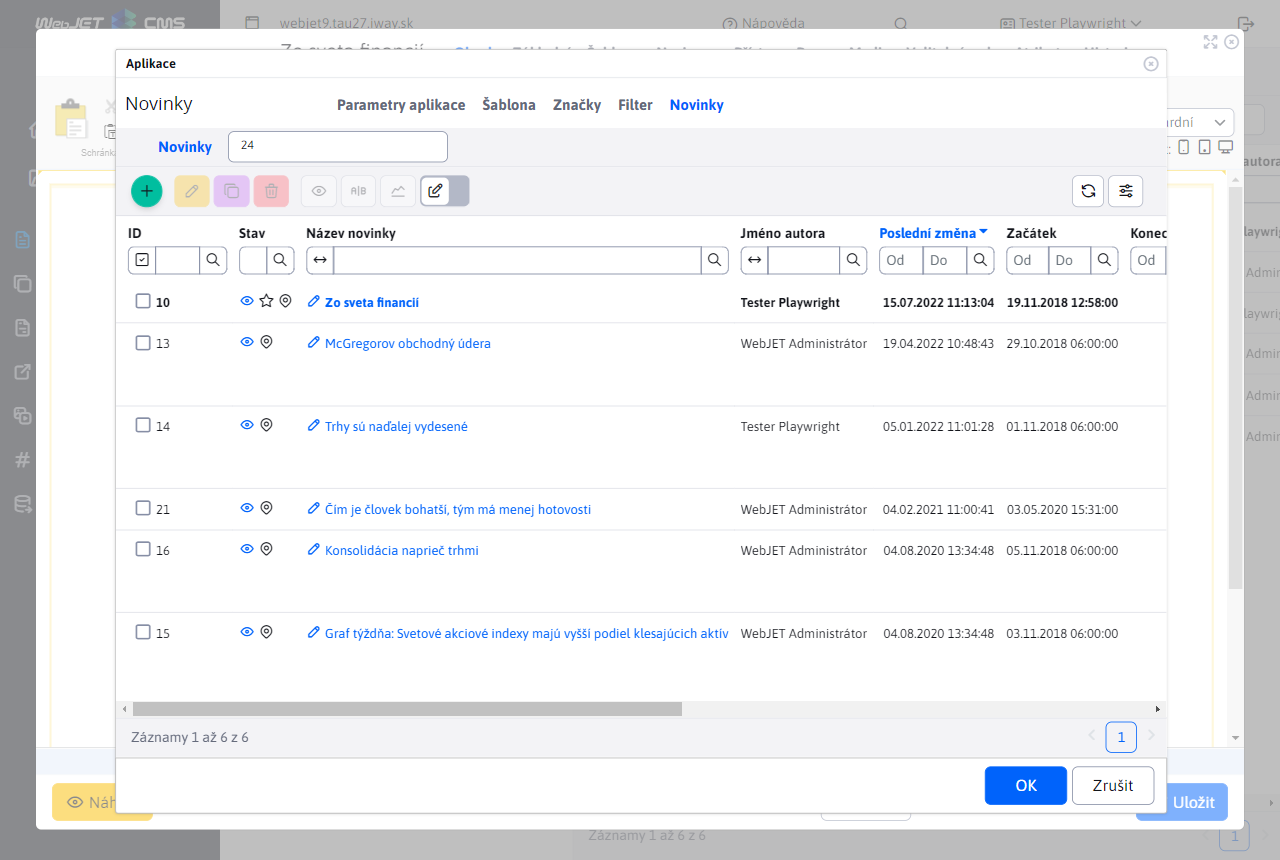 WebJET CMS
webjet9.tau27.iway.sk
Nápověda
Tester Playwright
Zo sveta financií
Aplikace
Novinky
Parametry aplikace
Šablona
Značky
Filter
Novinky
Schránka
Novinky
24
A|B
ID
Stav
Název novinky
Jméno autora
Poslední změna
Začátek
Konec
Od
Do
Od
Do
Od
10
Zo sveta financií
Tester Playwright
15.07.2022 11:13:04
19.11.2018 12:58:00
13
McGregorov obchodný údera
WebJET Administrátor
19.04.2022 10:48:43
29.10.2018 06:00:00
14
Trhy sú naďalej vydesené
Tester Playwright
05.01.2022 11:01:28
01.11.2018 06:00:00
21
Čím je človek bohatší, tým má menej hotovosti
WebJET Administrátor
04.02.2021 11:00:41
03.05.2020 15:31:00
16
Konsolidácia naprieč trhmi
WebJET Administrátor
04.08.2020 13:34:48
05.11.2018 06:00:00
15
Graf týždňa: Svetové akciové indexy majú vyšší podiel klesajúcich aktív
WebJET Administrátor
04.08.2020 13:34:48
03.11.2018 06:00:00
Záznamy 1 až 6 z 6
1
OK
Zrušit
Uložit
Záznamy 1 až 6 z 6
1